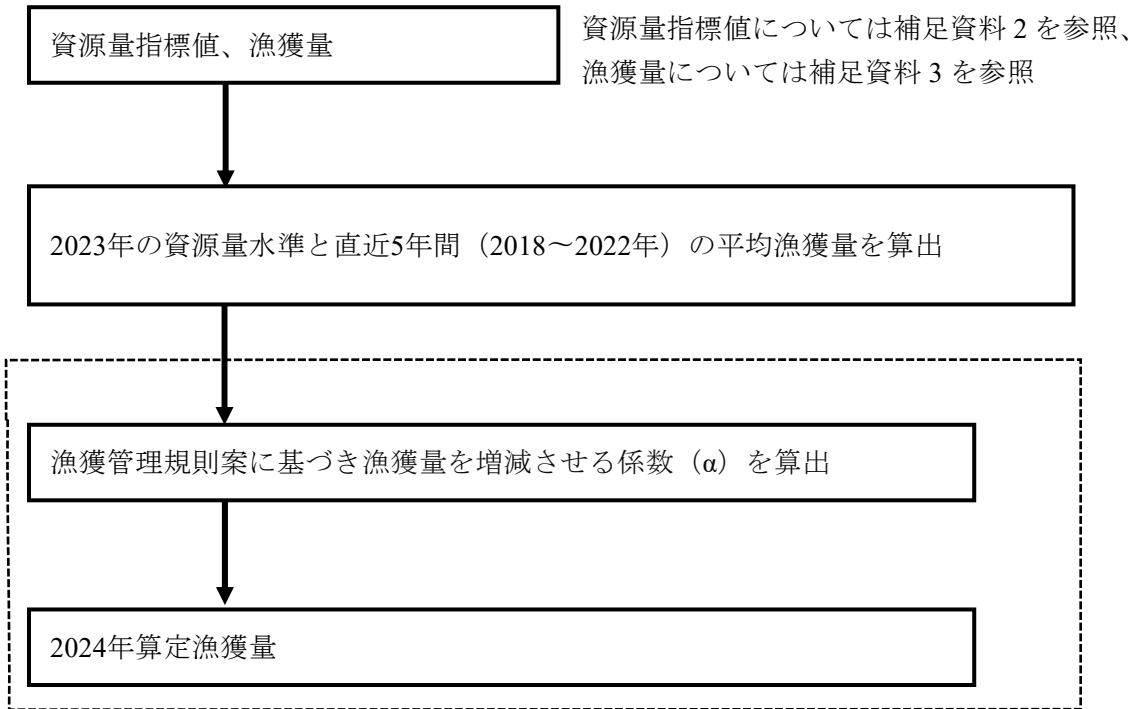 資源量指標値、漁獲量
資源量指標値については補足資料 2 を参照、
漁獲量については補足資料 3 を参照
2023年の資源量水準と直近5年間（2018～2022年）の平均漁獲量を算出
漁獲管理規則案に基づき漁獲量を増減させる係数（α）を算出
2024年算定漁獲量